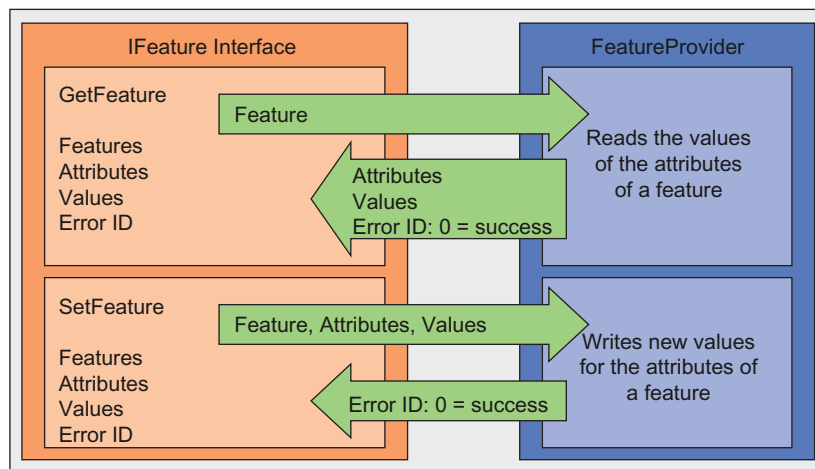 IFeature Interface
FeatureProvider
GetFeature
Features
Attributes
Values
Error ID
Feature
Attributes
Values
Error ID: 0 = success
Reads the values
of the attributes
of a feature
SetFeature
Features
Attributes
Values
Error ID
Feature, Attributes, Values
Error ID: 0 = success
Writes new values
for the attributes of
a feature